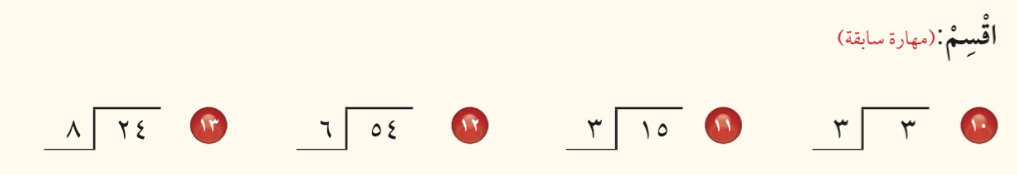 اقْسِمْ: (مهارة سابقة)
١٠ ٣ ٣ ١١ ١٥ ٣ ١٢ ٥٤ ٦ ١٣ ٢٤ ٨